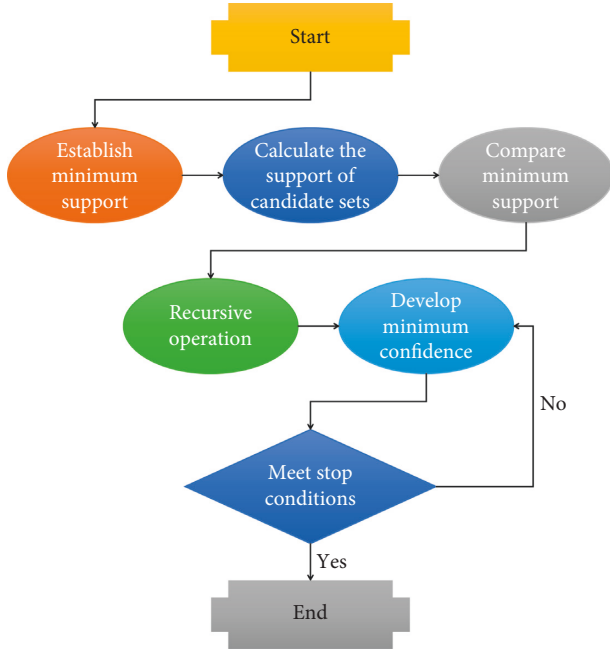 Start
Establish
minimum
support
Calculate the
support of
candidate sets
Compare
minimum
support
Recursive
operation
Develop
minimum
confidence
No
Meet stop
conditions
Yes
End